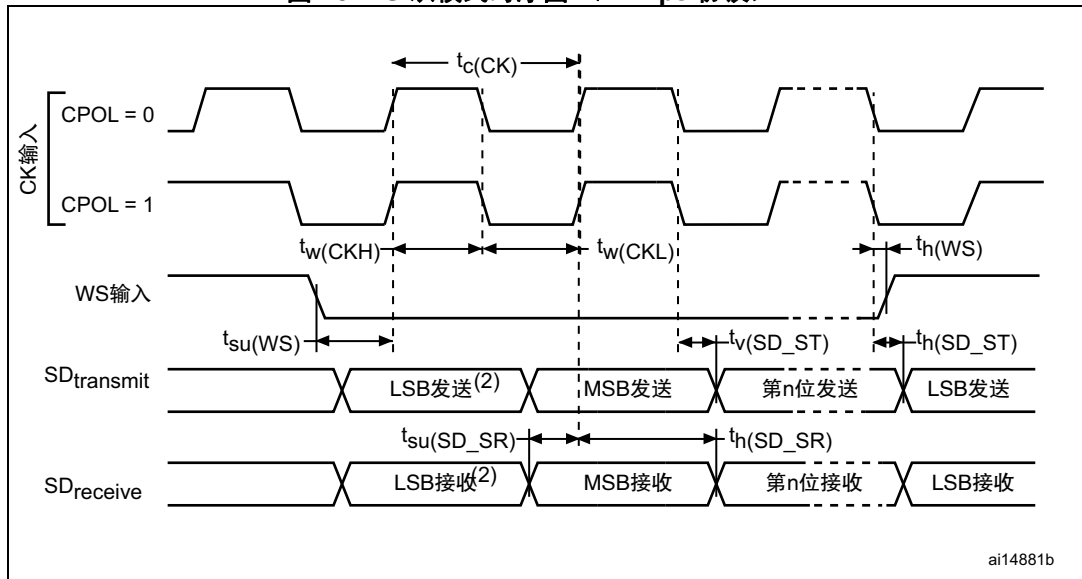 tc(CK)
CK输入
CPOL = 0
CPOL = 1
tw(CKH)
tw(CKL)
th(WS)
WS输入
tsu(WS)
tv(SD_ST)
th(SD_ST)
SDtransmit
LSB发送(2)
MSB发送
第n位发送
LSB发送
tsu(SD_SR)
th(SD_SR)
SDreceive
LSB接收(2)
MSB接收
第n位接收
LSB接收
ai14881b